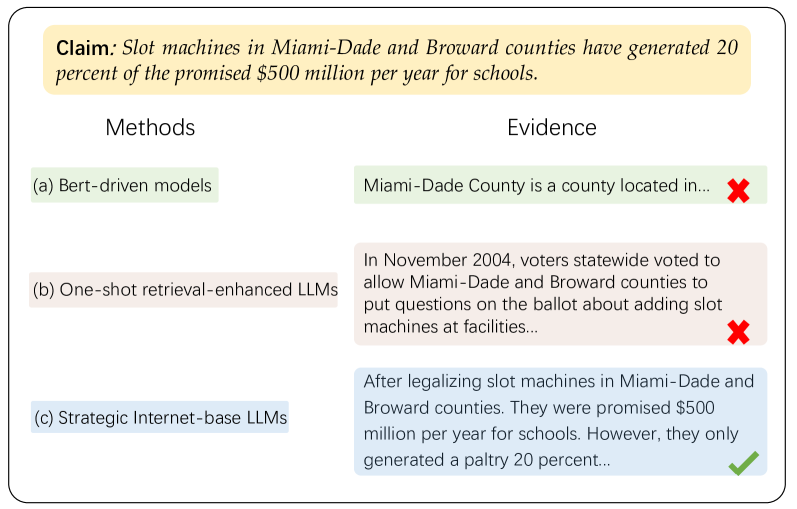 Claim: Slot machines in Miami-Dade and Broward counties have generated 20
percent of the promised $500 million per year for schools.
Methods
Evidence
(a) Bert-driven models
Miami-Dade County is a county located in...
(b) One-shot retrieval-enhanced LLMs
In November 2004, voters statewide voted to
allow Miami-Dade and Broward counties to
put questions on the ballot about adding slot
machines at facilities...
(c) Strategic Internet-base LLMs
After legalizing slot machines in Miami-Dade and
Broward counties. They were promised $500
million per year for schools. However, they only
generated a paltry 20 percent...